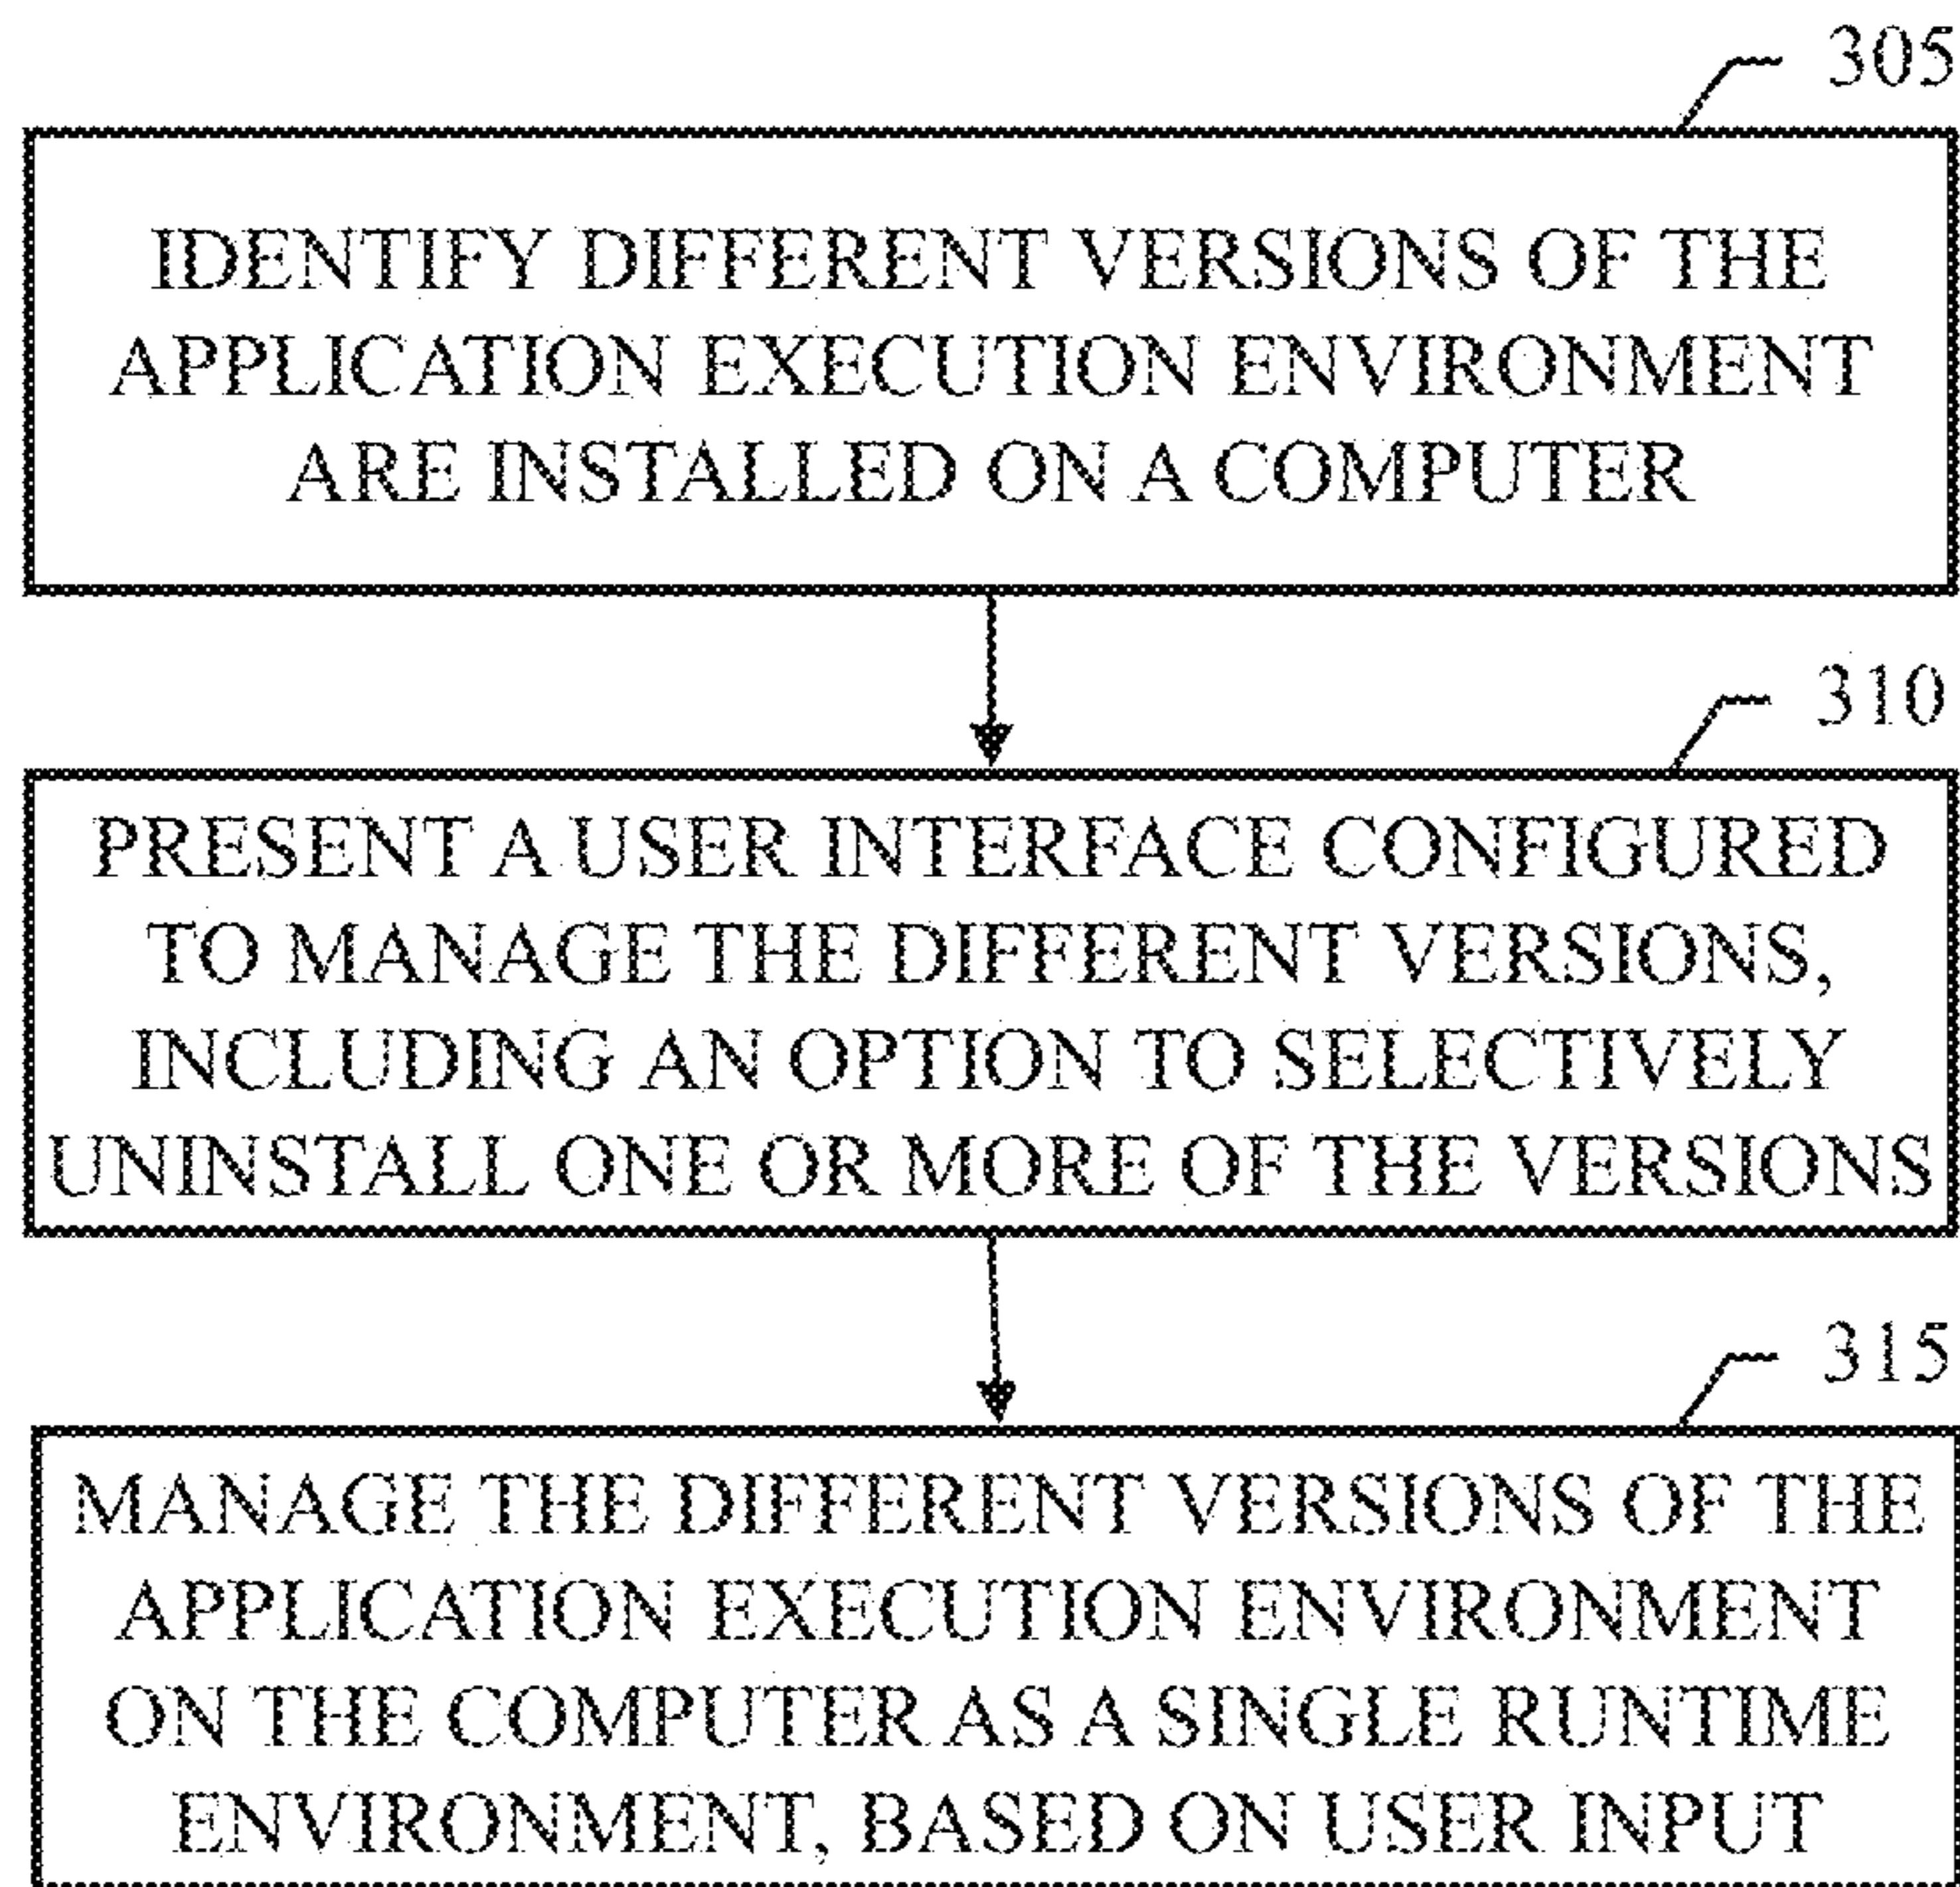 305
IDENTIFY DIFFERENT VERSIONS OF THE
APPLICATION EXECUTION ENVIRONMENT
ARE INSTALLED ON A COMPUTER
310
PRESENT A USER INTERFACE CONFIGURED
TO MANAGE THE DIFFERENT VERSIONS,
INCLUDING AN OPTION TO SELECTIVELY
UNINSTALL ONE OR MORE OF THE VERSIONS
315
MANAGE THE DIFFERENT VERSIONS OF THE
APPLICATION EXECUTION ENVIRONMENT
ON THE COMPUTER AS A SINGLE RUNTIME
ENVIRONMENT, BASED ON USER INPUT